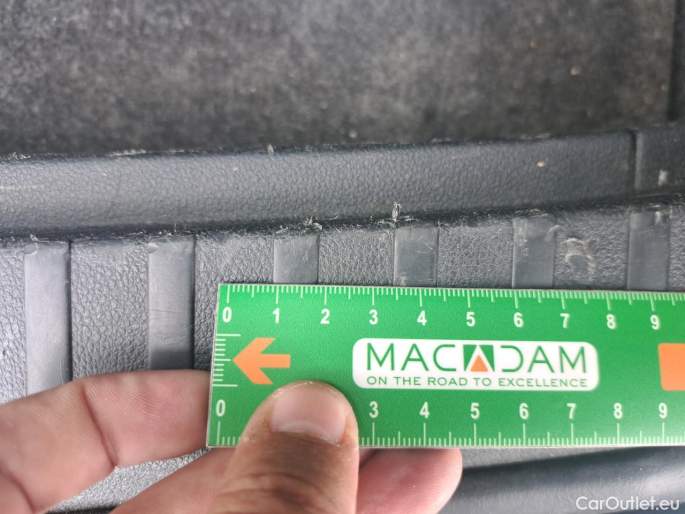 0 1 2 3 4 5 6 7 8 9
MACADAM
ON THE ROAD TO EXCELLENCE
0 3 4 5 6 7 8 9
CarOutlet.eu